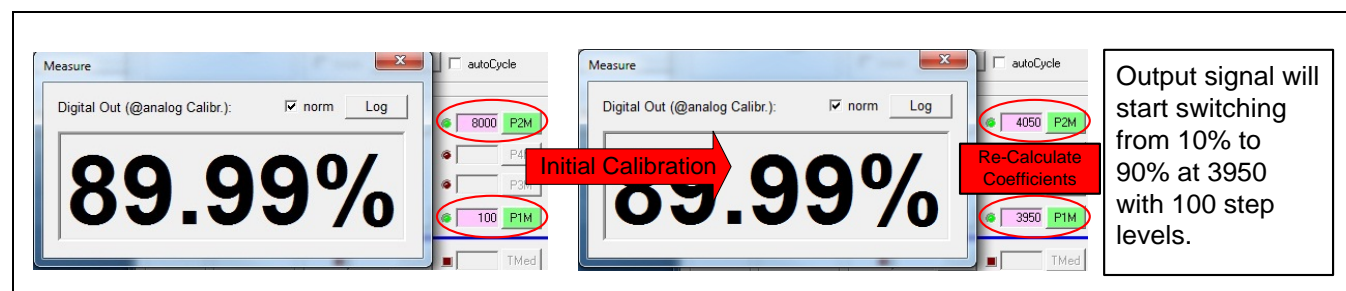 Measure
x
autoCycle
Digital Out (@analog Calibr.):
norm
Log
8000 P2M
P3M
100 P1M
TMed
89.99%
Initial Calibration
Measure
x
autoCycle
Digital Out (@analog Calibr.):
norm
Log
4050 P2M
Re-Calculate
Coefficients
3950 P1M
TMed
89.99%
Output signal will
start switching
from 10% to
90% at 3950
with 100 step
levels.